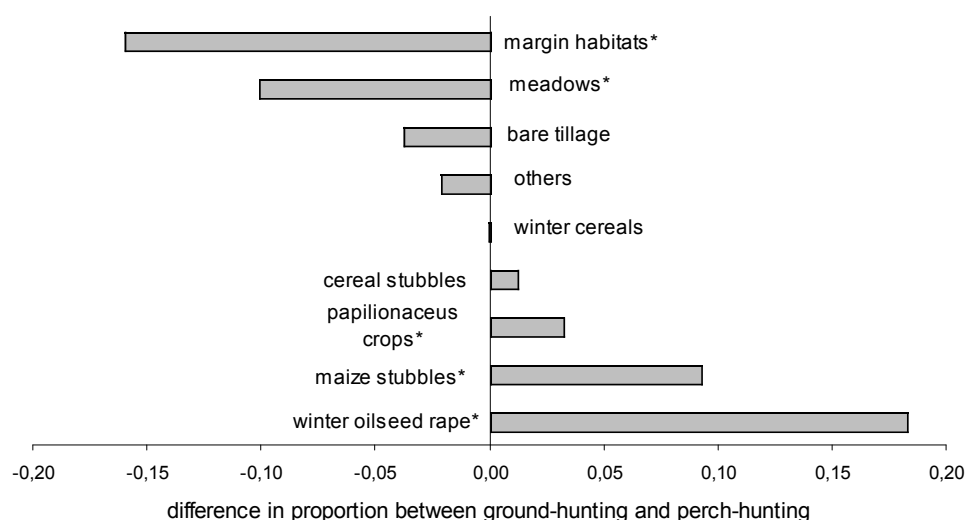 margin habitats*
meadows*
bare tillage
others
winter cereals
cereal stubbles
papilionaceus
crops*
maize stubbles*
winter oilseed rape*
-0,20 -0,15 -0,10 -0,05 0,00 0,05 0,10 0,15 0,20
difference in proportion between ground-hunting and perch-hunting